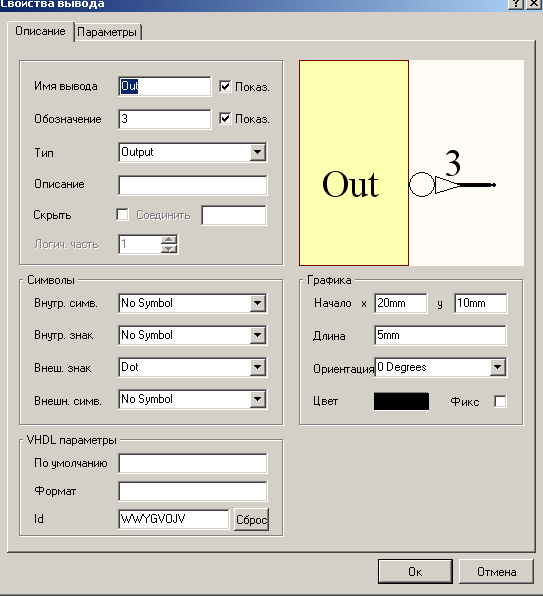 Свойства вывода
Описание Параметры
Имя вывода Out Показ.
Обозначение 3 Показ.
Тип Output
Описание
Скрыть Соединить
Логич. часть 1
Out 3
Символы
Внутр. симв. No Symbol
Внутр. знак No Symbol
Внеш. знак Dot
Внешн. симв. No Symbol
Графика
Начало x 20mm y 10mm
Длина 5mm
Ориентация 0 Degrees
Цвет Фикс
VHDL параметры
По умолчанию
Формат
Id WWYGVOJV Сброс
Ок Отмена